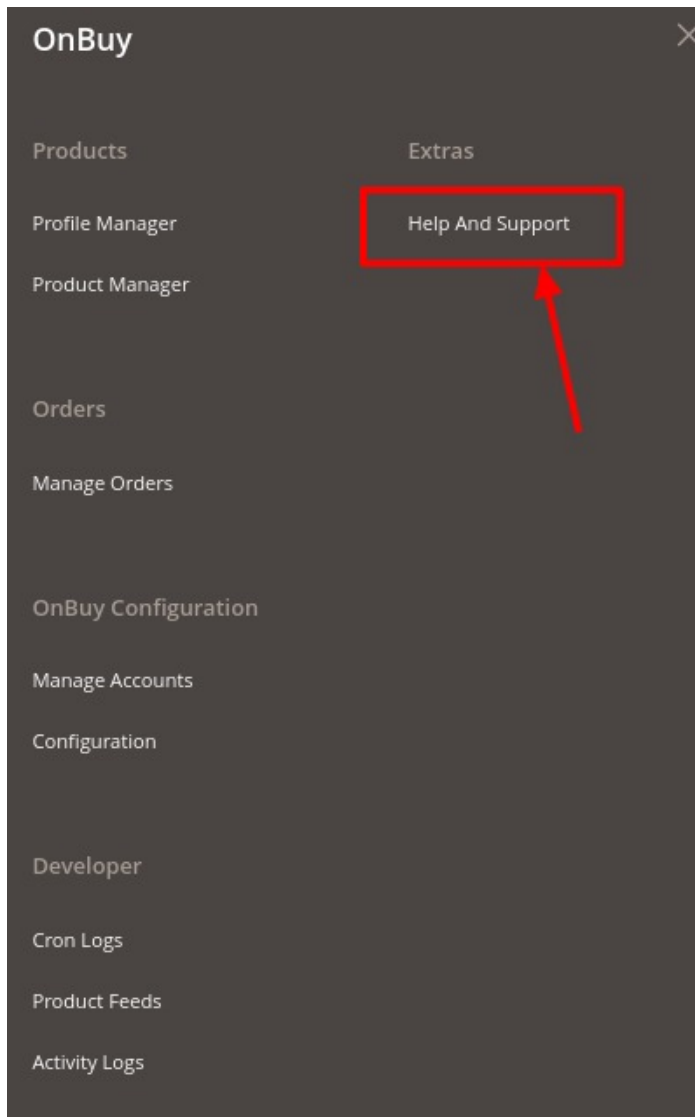 OnBuy
Products
Profile Manager
Product Manager
Orders
Manage Orders
OnBuy Configuration
Manage Accounts
Configuration
Developer
Cron Logs
Product Feeds
Activity Logs
Extras
Help And Support